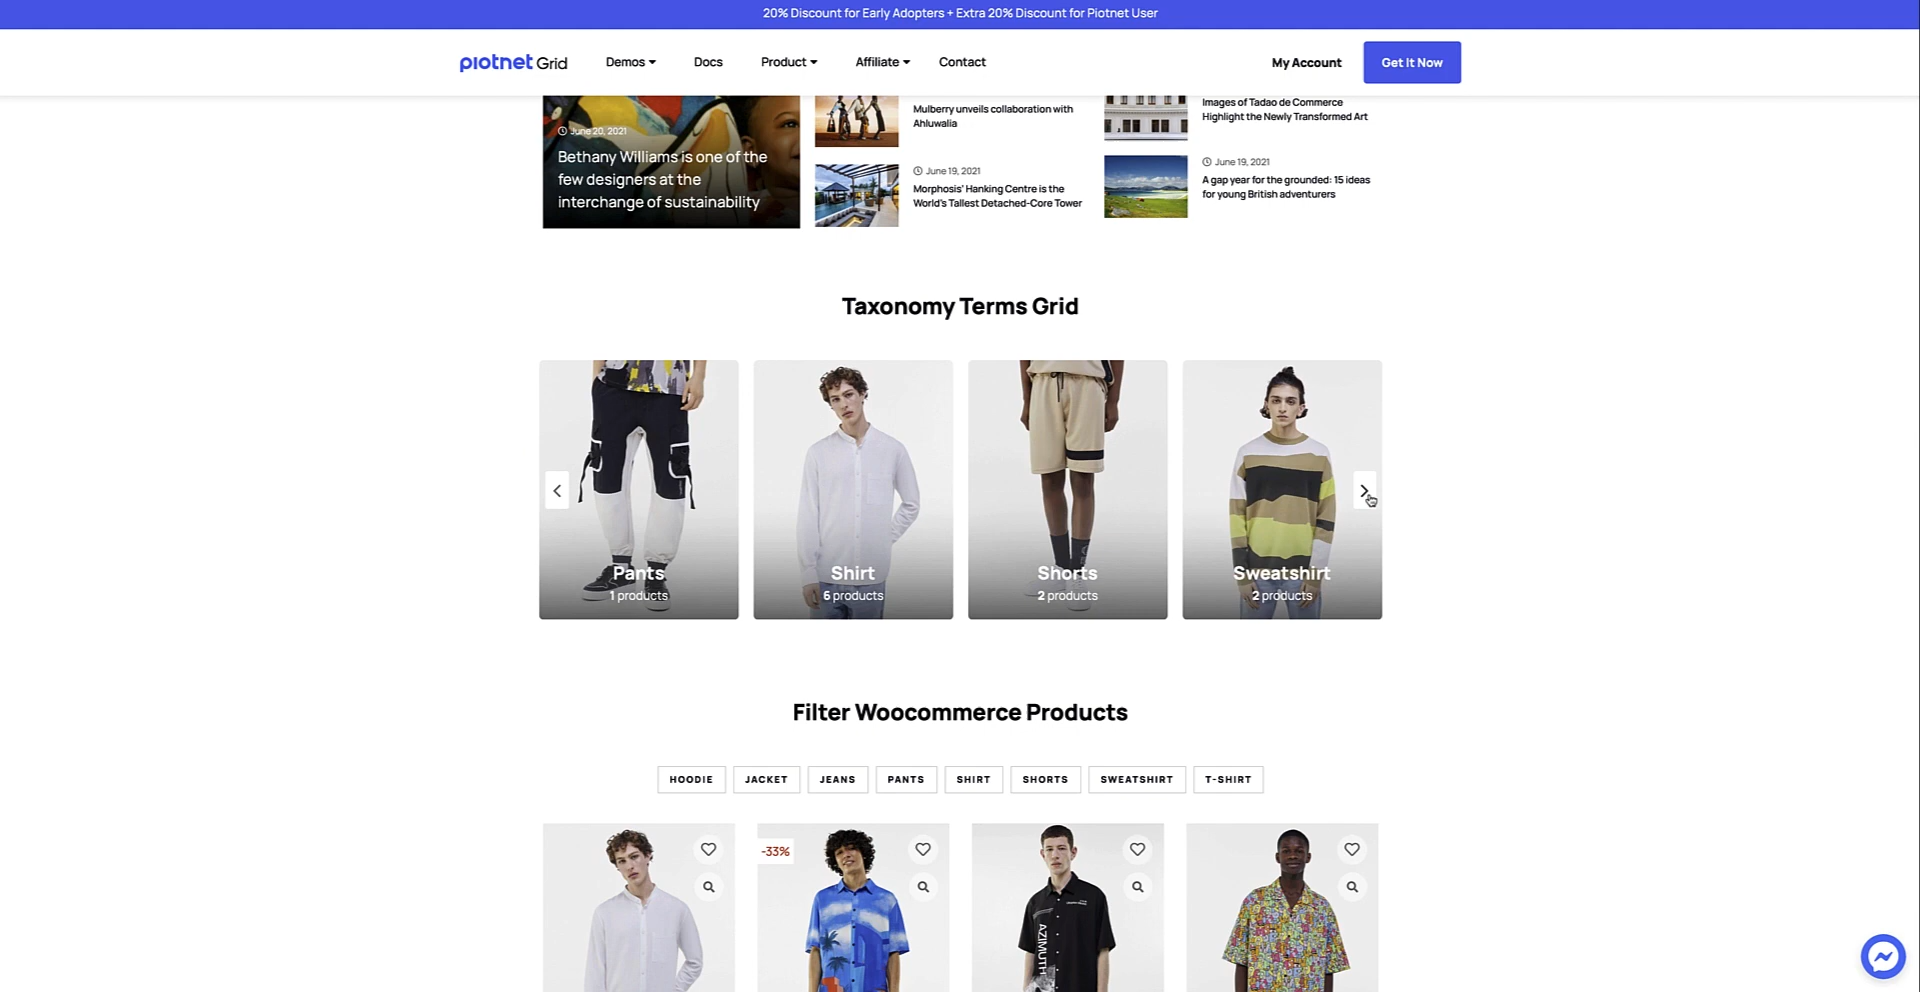 20% Discount for Early Adopters + Extra 20% Discount for Piotnet User
piotnet Grid
Demos
Docs
Product
Affiliate
Contact
My Account
Get It Now
June 20, 2021
Bethany Williams is one of the
few designers at the
interchange of sustainability
Mulberry unveils collaboration with
Ahluwalia
June 19, 2021
Morphosis' Hanking Centre is the
World's Tallest Detached-Core Tower
Images of Tadao de Commerce
Highlight the Newly Transformed Art
June 19, 2021
A gap year for the grounded: 15 ideas
for young British adventurers
Taxonomy Terms Grid
Pants
1 products
Shirt
6 products
Shorts
2 products
Sweatshirt
2 products
Filter Woocommerce Products
HOODIE
JACKET
JEANS
PANTS
SHIRT
SHORTS
SWEATSHIRT
T-SHIRT
-33%
AZIMUTH